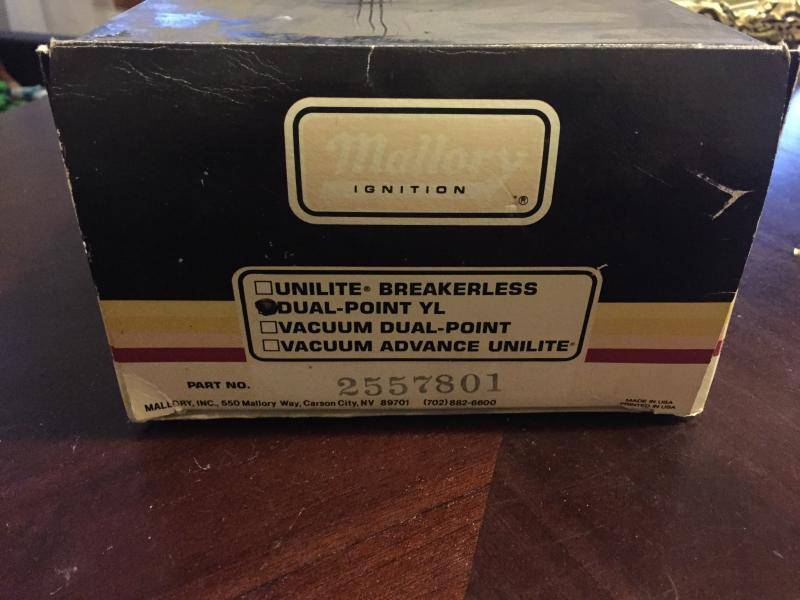 Mallory
IGNITION
®
☐UNILITE® BREAKERLESS
DUAL-POINT YL
☐VACUUM DUAL-POINT
☐VACUUM ADVANCE UNILITE®
PART NO. 2557801
MALLORY, INC., 550 Mallory Way, Carson City, NV 89701 (702) 882-6600
MADE IN USA
PRINTED IN USA